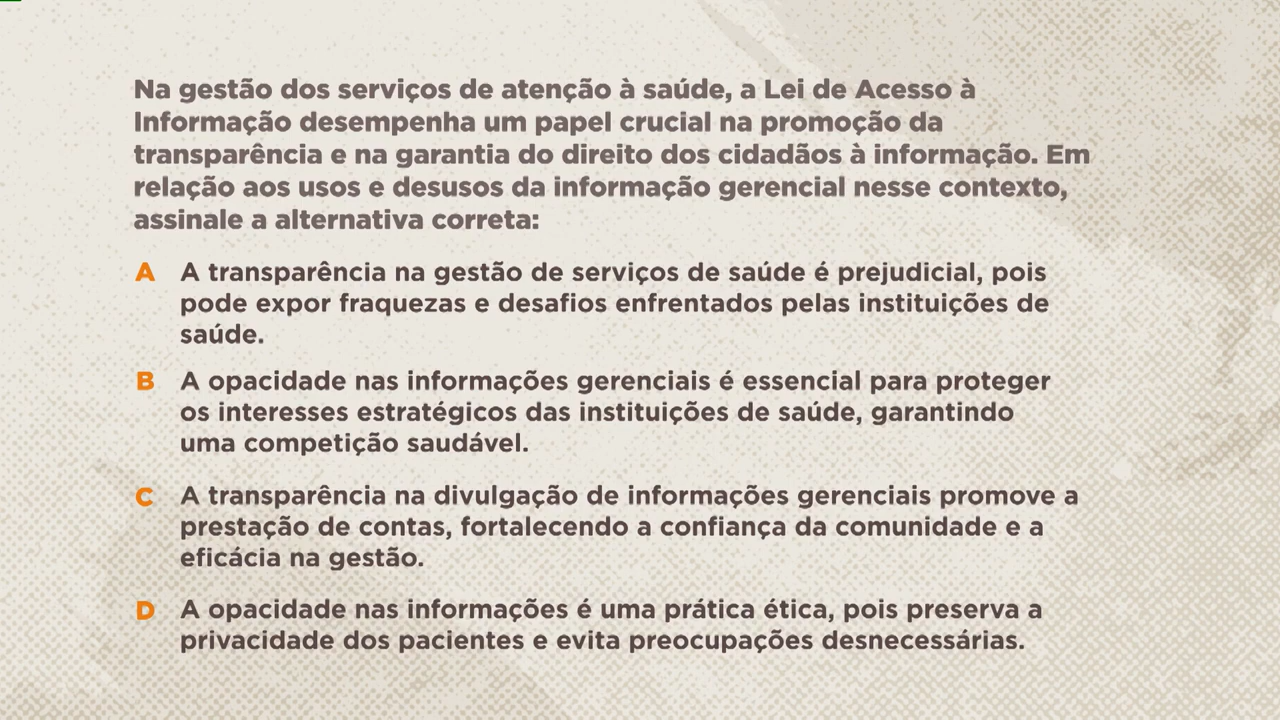 Na gestão dos serviços de atenção à saúde, a Lei de Acesso à
Informação desempenha um papel crucial na promoção da
transparência e na garantia do direito dos cidadãos à informação. Em
relação aos usos e desusos da informação gerencial nesse contexto,
assinale a alternativa correta:
A A transparência na gestão de serviços de saúde é prejudicial, pois
pode expor fraquezas e desafios enfrentados pelas instituições de
saúde.
B A opacidade nas informações gerenciais é essencial para proteger
os interesses estratégicos das instituições de saúde, garantindo
uma competição saudável.
C A transparência na divulgação de informações gerenciais promove a
prestação de contas, fortalecendo a confiança da comunidade e a
eficácia na gestão.
D A opacidade nas informações é uma prática ética, pois preserva a
privacidade dos pacientes e evita preocupações desnecessárias.